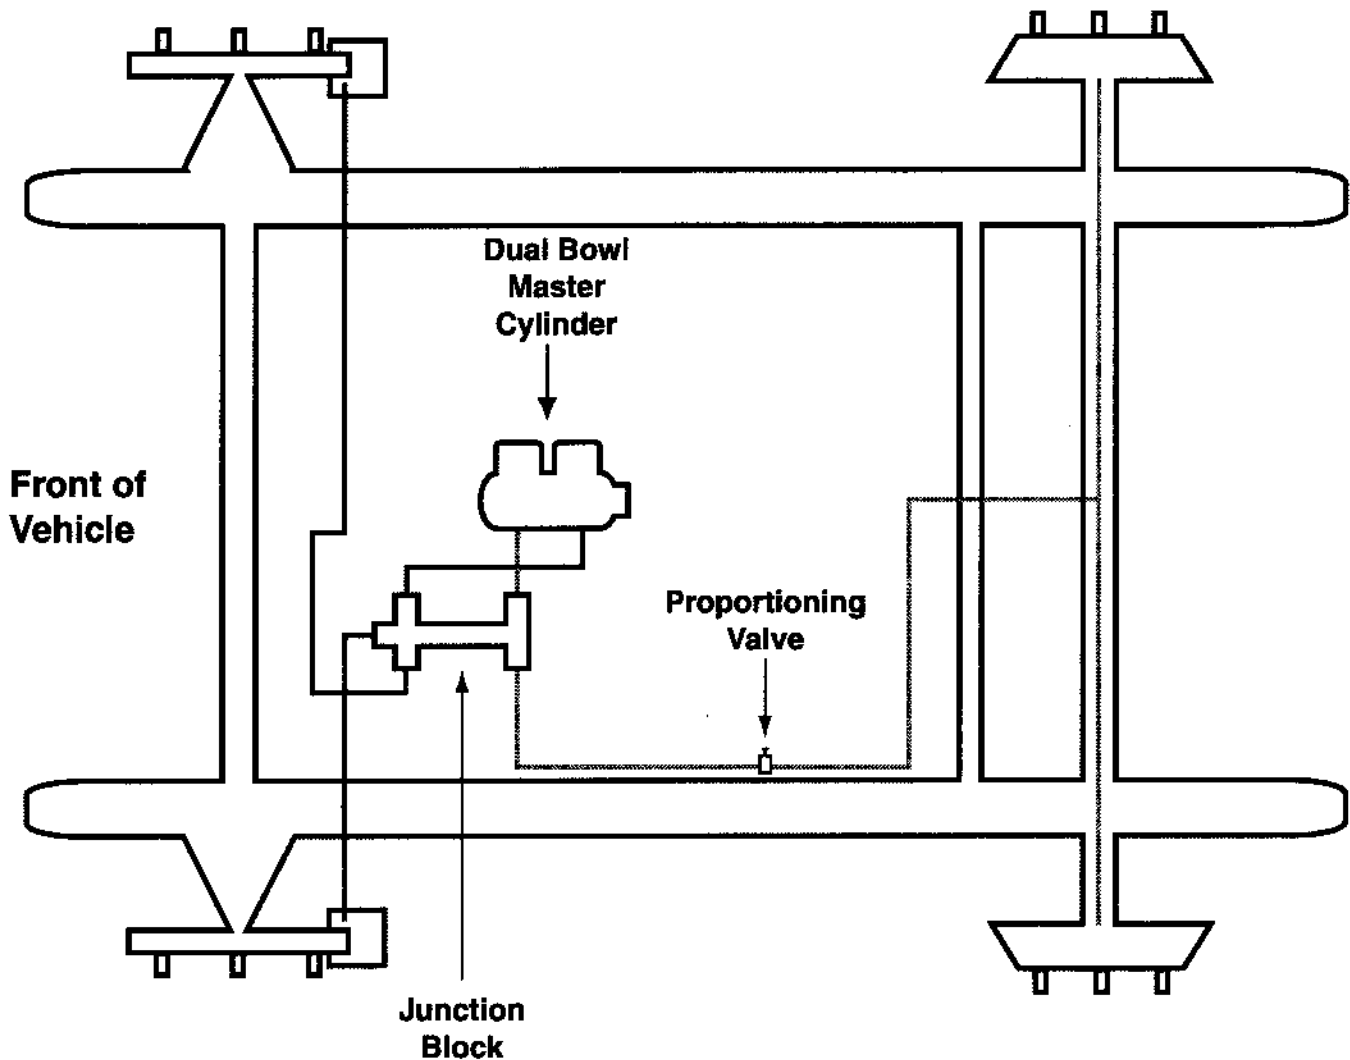 Dual Bowl
Master
Cylinder
Front of
Vehicle
Proportioning
Valve
Junction
Block